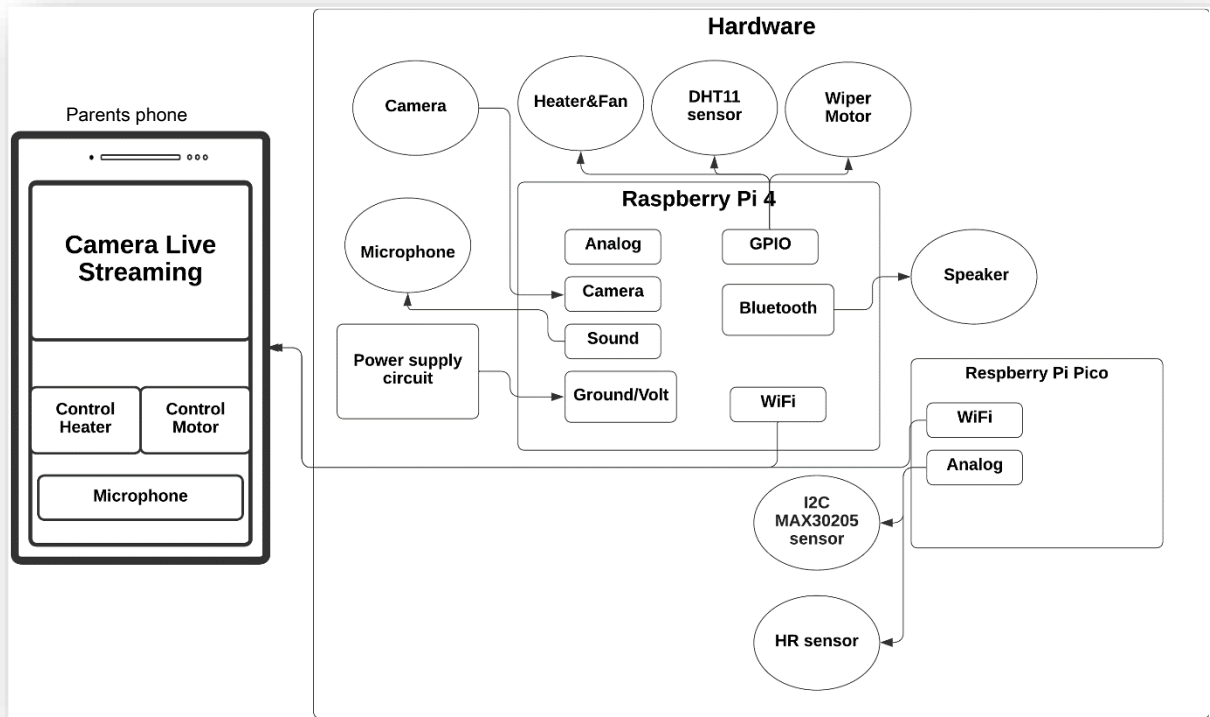 Hardware
Parents phone
Camera Live
Streaming
Control
Heater
Control
Motor
Microphone
Camera
Heater&Fan
DHT11
sensor
Wiper
Motor
Microphone
Power supply
circuit
Raspberry Pi 4
Analog
Camera
Sound
Ground/Volt
GPIO
Bluetooth
WiFi
Speaker
Respberry Pi Pico
WiFi
Analog
I2C
MAX30205
sensor
HR sensor